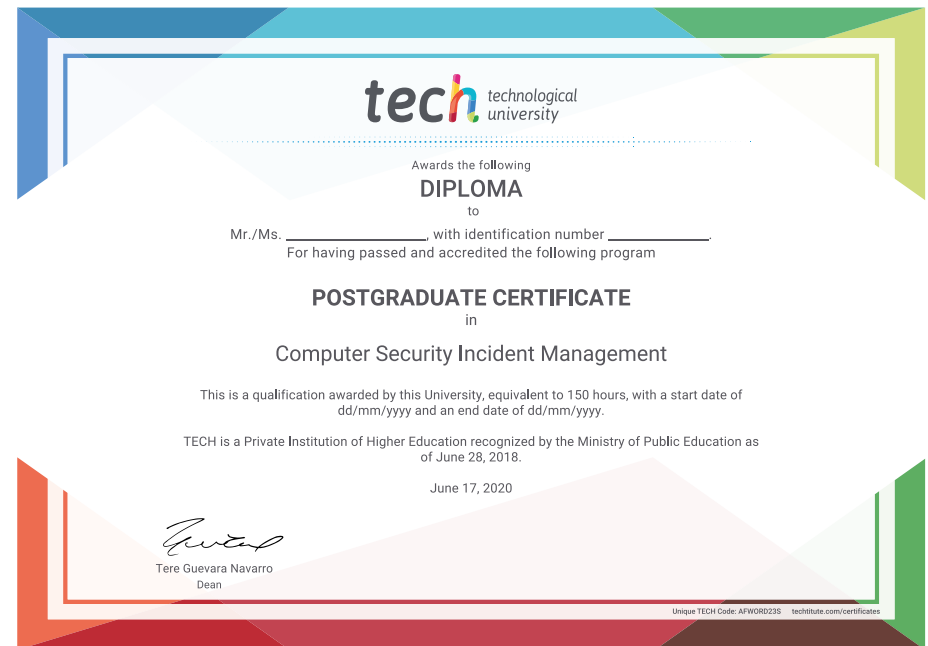 tech technological
university
Awards the following
DIPLOMA
to
Mr./Ms. ____________________, with identification number ______________.
For having passed and accredited the following program
POSTGRADUATE CERTIFICATE
in
Computer Security Incident Management
This is a qualification awarded by this University, equivalent to 150 hours, with a start date of
dd/mm/yyyy and an end date of dd/mm/yyyy.
TECH is a Private Institution of Higher Education recognized by the Ministry of Public Education as
of June 28, 2018.
June 17, 2020
Tere Guevara Navarro
Dean
Unique TECH Code: AFWORD23S techtitute.com/certificates